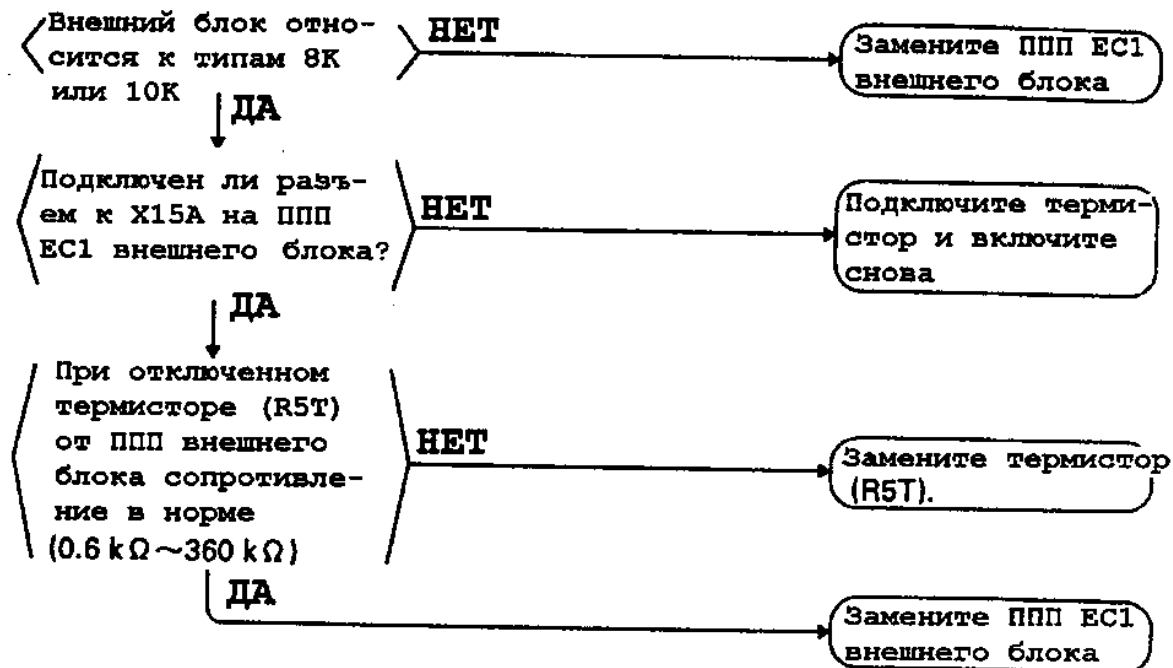 Внешний блок отно-
сится к типам 8К
или 10К
НЕТ
Замените ППП ЕС1
внешнего блока
ДА
Подключен ли разъ-
ем к Х15А на ППП
ЕС1 внешнего блока?
НЕТ
Подключите терми-
стор и включите
снова
ДА
При отключенном
термисторе (R5T)
от ППП внешнего
блока сопротивле-
ние в норме
(0.6 kΩ~360 kΩ)
НЕТ
Замените термистор
(R5T).
ДА
Замените ППП ЕС1
внешнего блока